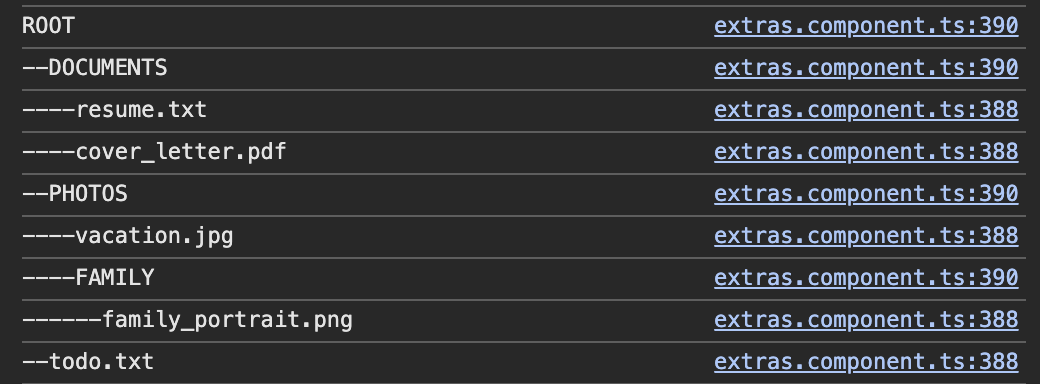 ROOT extras.component.ts:390
--DOCUMENTS extras.component.ts:390
----resume.txt extras.component.ts:388
----cover_letter.pdf extras.component.ts:388
--PHOTOS extras.component.ts:390
----vacation.jpg extras.component.ts:388
----FAMILY extras.component.ts:390
------family_portrait.png extras.component.ts:388
--todo.txt extras.component.ts:388